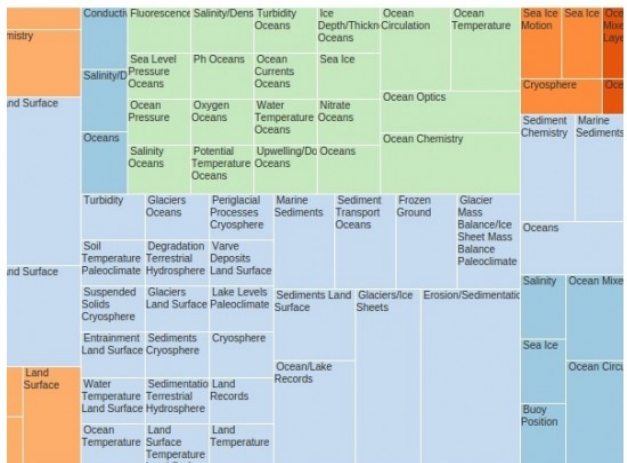 mistry
nd Surface
nd Surface
Land
Surface
Conducti
Salinity/D
Oceans
Fluorescence
Salinity/Dens
Turbidity
Oceans
Ice
Depth/Thickn
Oceans
Sea Level
Pressure
Oceans
Ph Oceans
Ocean
Currents
Oceans
Sea Ice
Ocean
Pressure
Oxygen
Oceans
Water
Temperature
Oceans
Nitrate
Oceans
Salinity
Oceans
Potential
Temperature
Oceans
Upwelling/Do
Oceans
Oceans
Ocean
Circulation
Ocean
Temperature
Ocean Optics
Ocean Chemistry
Sea Ice
Motion
Sea Ice
Oce
Mixe
Laye
Cryosphere
Oce
Sediment
Chemistry
Marine
Sediments
Oceans
Turbidity
Glaciers
Oceans
Periglacial
Processes
Cryosphere
Soil
Temperature
Paleoclimate
Degradation
Terrestrial
Hydrosphere
Varve
Deposits
Land Surface
Suspended
Solids
Cryosphere
Glaciers
Land Surface
Lake Levels
Paleoclimate
Entrainment
Land Surface
Sediments
Cryosphere
Cryosphere
Water
Temperature
Land Surface
Sedimentatio
Terrestrial
Hydrosphere
Land
Records
Ocean
Temperature
Land
Surface
Temperature
Land
Temperature
Marine
Sediments
Sediment
Transport
Oceans
Frozen
Ground
Glacier
Mass
Balance/Ice
Sheet Mass
Balance
Paleoclimate
Sediments Land
Surface
Glaciers/Ice
Sheets
Erosion/Sedimentatio
Ocean/Lake
Records
Salinity
Ocean Mixe
Sea Ice
Ocean Circu
Buoy
Position